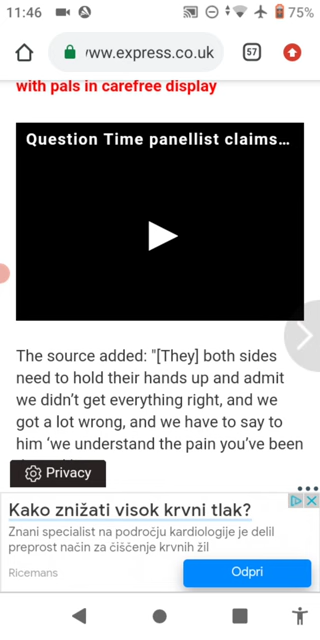 11:46
75%
www.express.co.uk
57
with pals in carefree display
Question Time panellist claims...
The source added: "[They] both sides
need to hold their hands up and admit
we didn't get everything right, and we
got a lot wrong, and we have to say to
him ‘we understand the pain you’ve been
Privacy
Kako znižati visok krvni tlak?
Znani specialist na področju kardiologije je delil
preprost način za čiščenje krvnih žil
Ricemans
Odpri